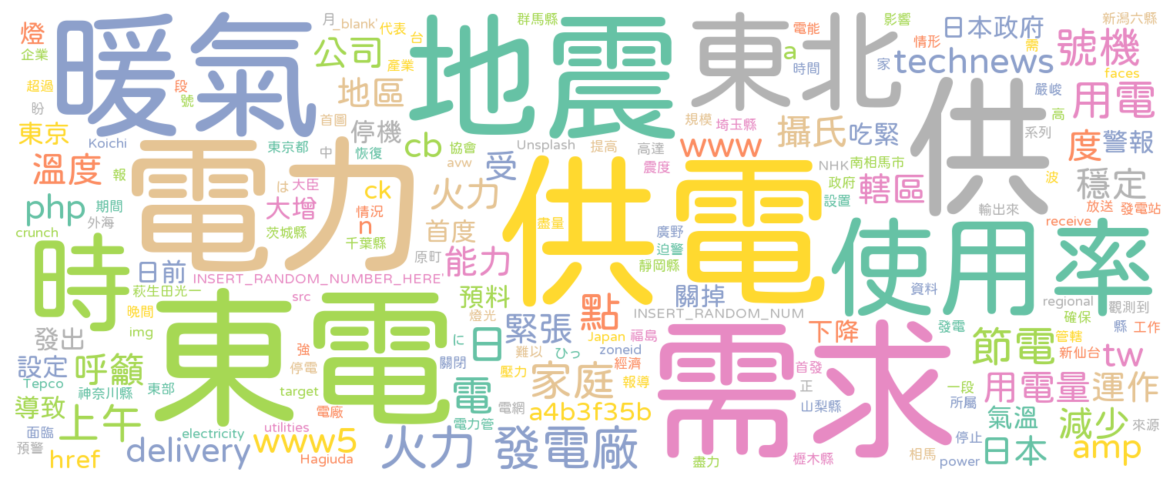 月 _blank' 代表 群馬縣 影響 日本政府 新潟六縣
燈 暖氣 公司 台 地震 東北 a 電能 情形 需 號機
企業 產業 時間 家 technews faces
超過 段 地區 嚴峻 用電
盼 號 首圖 停機 規模 埼玉縣 攝氏 吃緊 供 高 系列
東京 Koichi 東京都 中 恢復 cb 協會 Unsplash 提高 高達 www 度 警報
溫度 報 電力 avw 受 震度 NHK 南相馬市 波
は 大臣 ck 火力 供電 政府 轄區 穩定
php 期間 大增 情況 n 設置 輸出來 放送 發電站
crunch 外海 茨城縣 千葉縣 首度 盡量 廣野 receive
時 原町 能力 迫警 使用率
日前 INSERT_RANDOM_NUMBER_HERE' 靜岡縣
萩生田光一 src 預料 關掉 資料 regional 觀測到
晚間 東電 燈光 點 INSERT_RANDOM_NUM 確保
發出 img 強 に 日 緊張 Japan 福島 需求 下降 發電 管轄 縣 工作
設定 呼籲 停電 關閉 難以 ひっ zoneid 首發 節電 新仙台 tw
Tepco 神奈川縣 東部 target 電 壓力 家庭 經濟 報導 正 一段 用電量 運作
導致 上午 電廠 電網 a4b3f35b 山梨縣 所屬
面臨 electricity utilities 電力管 氣溫 減少 來源
預警 delivery www5 火力 發電廠 停止
href Hagiuda 盡力 櫪木縣 相馬 power 日本 amp